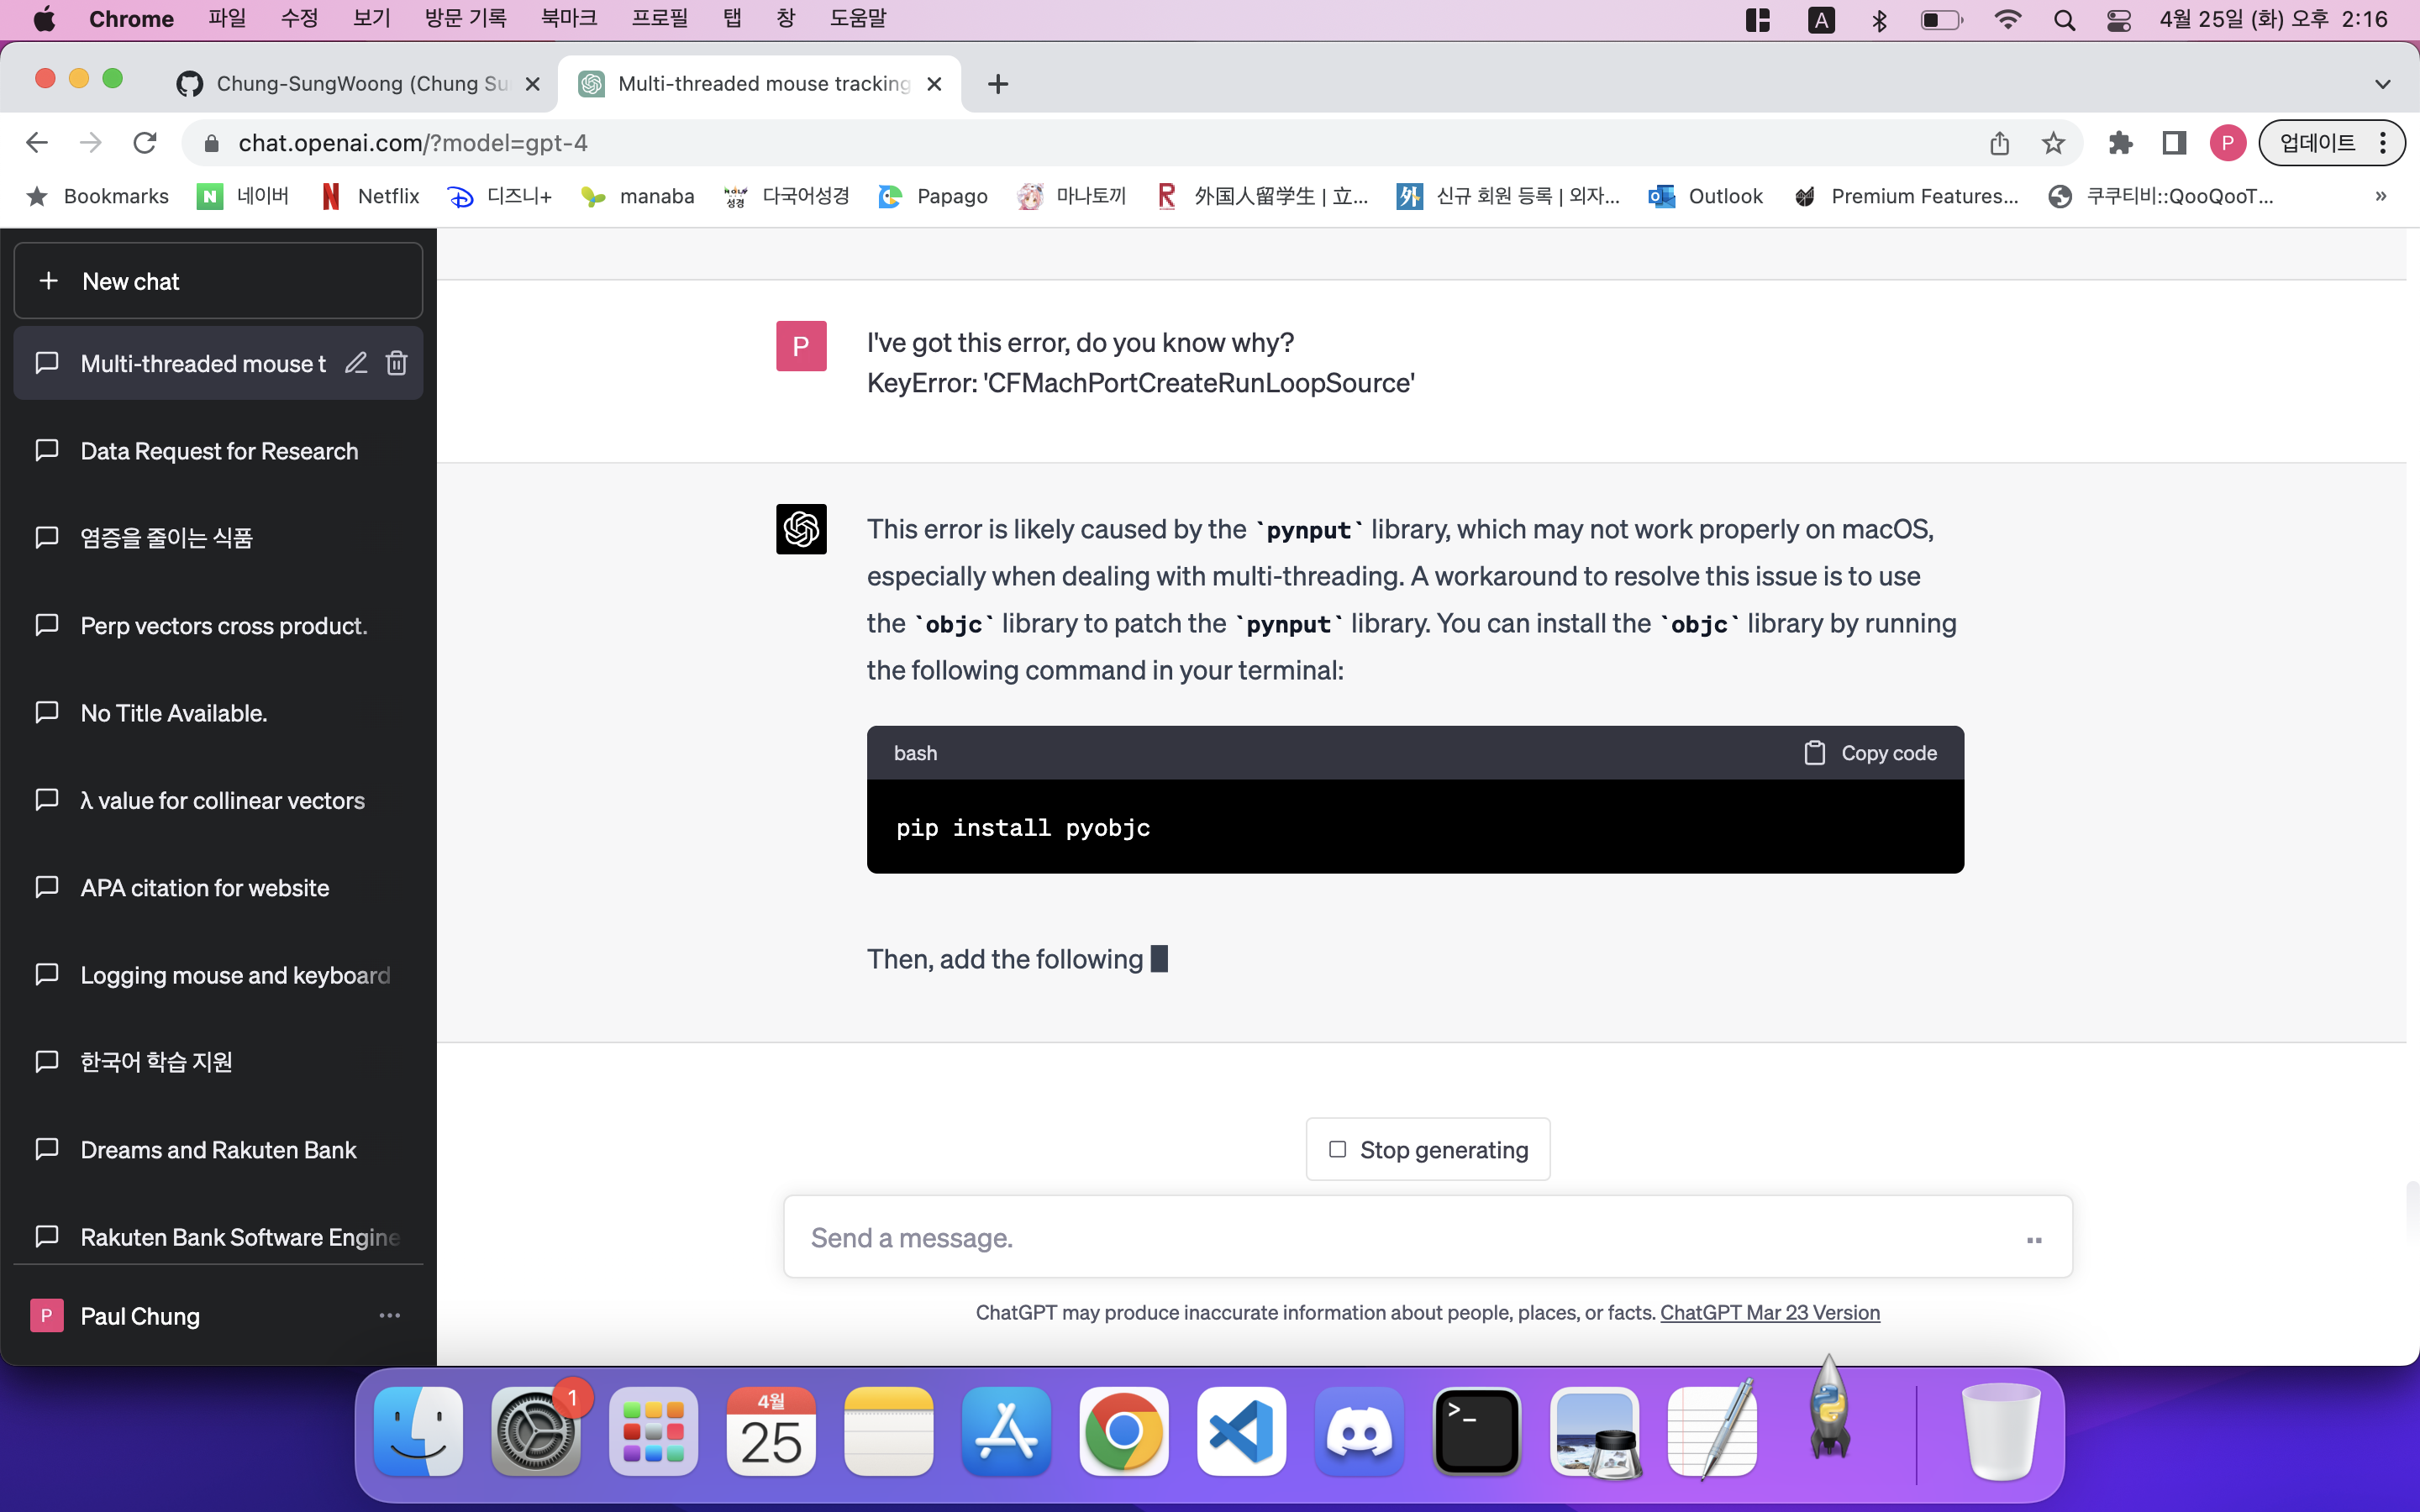 Chrome 파일 수정 보기 방문 기록 북마크 프로필 탭 창 도움말 A 4월 25일 (화) 오후 2:16
Chung-SungWoong (Chung Su
Multi-threaded mouse tracking
chat.openai.com/?model=gpt-4
P
업데이트
Bookmarks
N 네이버
N Netflix
디즈니+
manaba
다국어성경
Papago
마나토끼
R 外国人留学生 | 立...
外 신규 회원 등록 | 외자...
Outlook
Premium Features...
쿠쿠티비::QooQooT...
»
+ New chat
Multi-threaded mouse t
Data Request for Research
염증을 줄이는 식품
Perp vectors cross product.
No Title Available.
λ value for collinear vectors
APA citation for website
Logging mouse and keyboard
한국어 학습 지원
Dreams and Rakuten Bank
Rakuten Bank Software Engine
P Paul Chung ...
P
I've got this error, do you know why?
KeyError: 'CFMachPortCreateRunLoopSource'
This error is likely caused by the `pynput` library, which may not work properly on macOS,
especially when dealing with multi-threading. A workaround to resolve this issue is to use
the `objc` library to patch the `pynput` library. You can install the `objc` library by running
the following command in your terminal:
bash
Copy code
pip install pyobjc
Then, add the following
Stop generating
Send a message.
ChatGPT may produce inaccurate information about people, places, or facts. ChatGPT Mar 23 Version
1
4월
25
>_